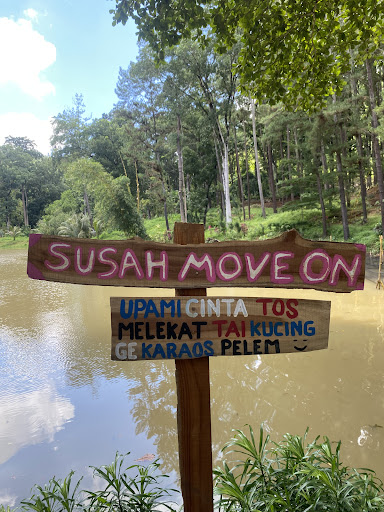 SUSAH MOVE ON
UPAMI CINTA TOS
MELEKAT TAI KUCING
GE KARAOS PELEM